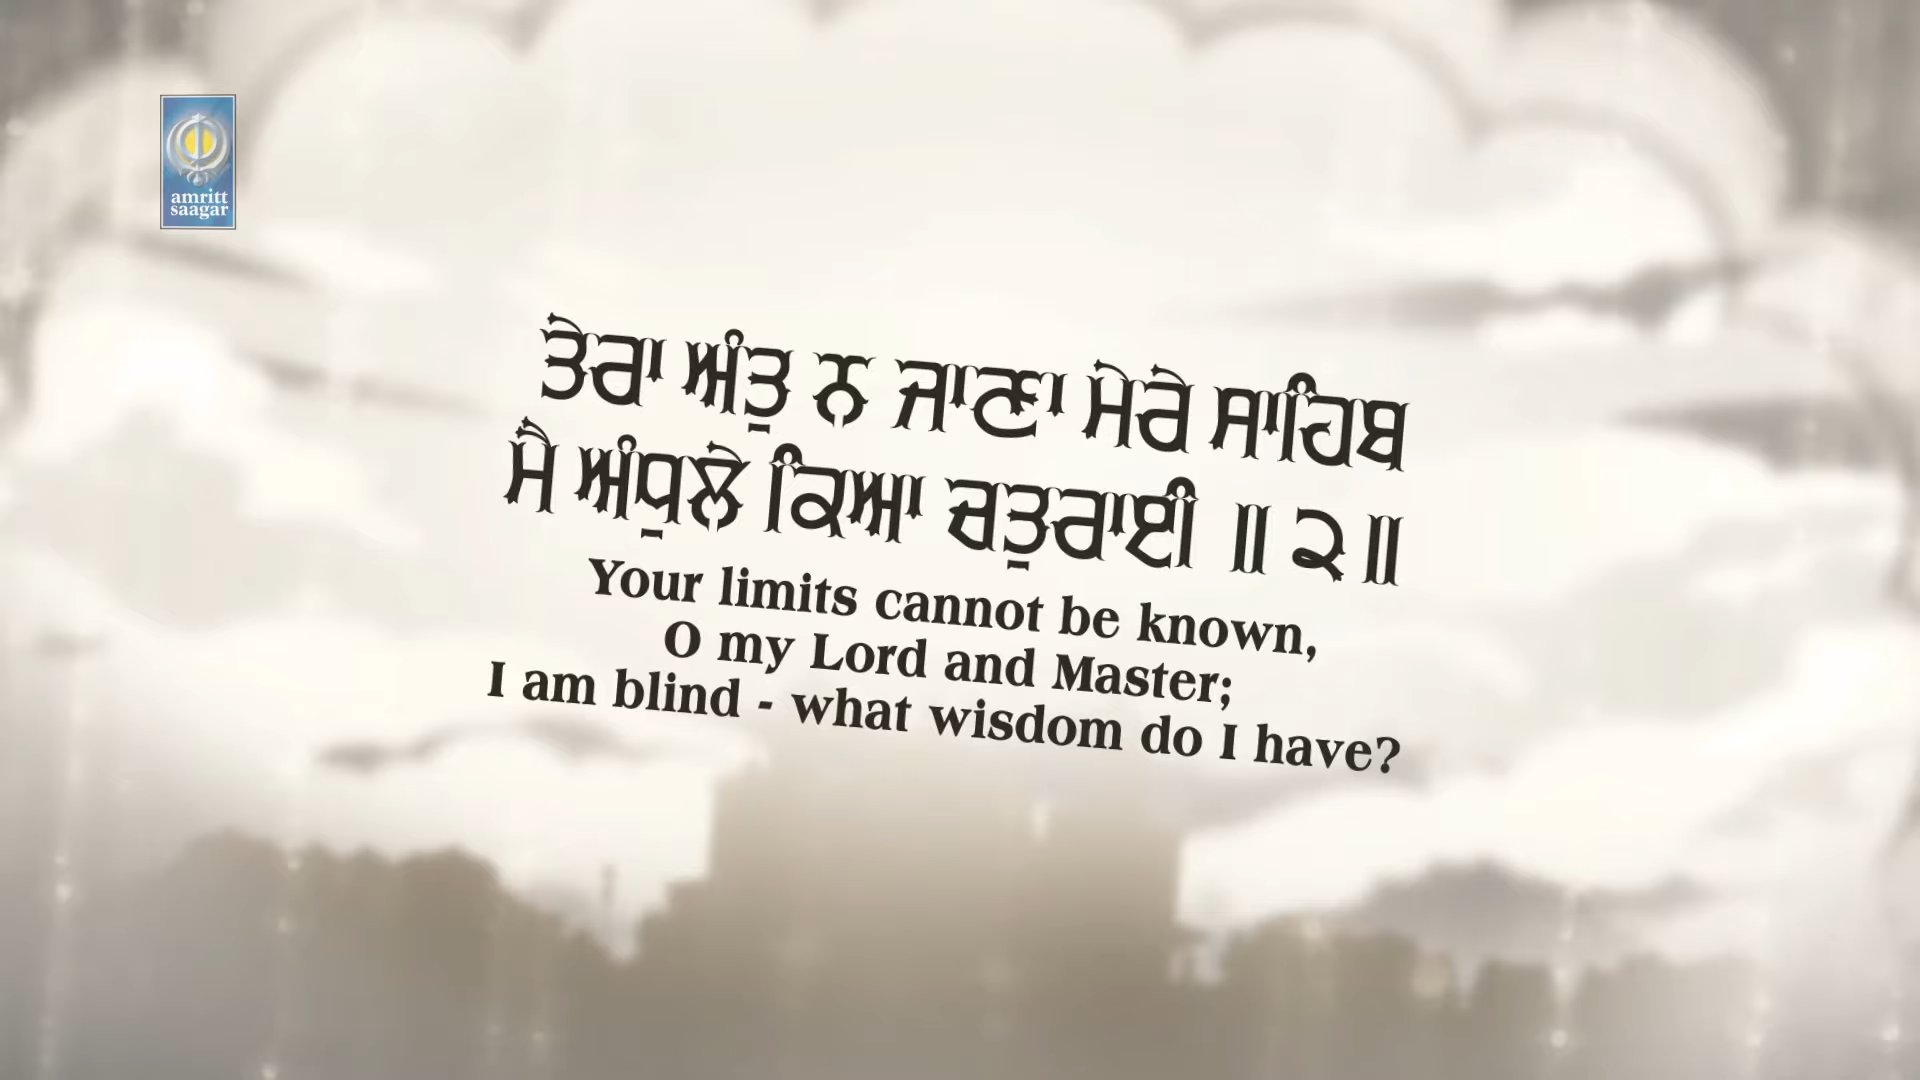 amritt
saagar
ਤੇਰਾ ਅੰਤੁ ਨ ਜਾਣਾ ਮੇਰੇ ਸਾਹਿਬ
ਮੈ ਅੰਧੁਲੇ ਕਿਆ ਚਤੁਰਾਈ ॥ ੨ ॥
Your limits cannot be known,
O my Lord and Master;
I am blind - what wisdom do I have?